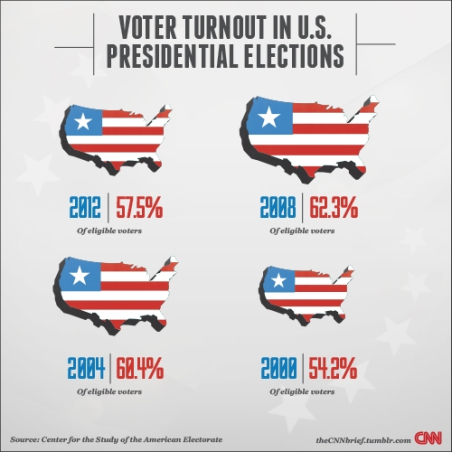 VOTER TURNOUT IN U.S.
PRESIDENTIAL ELECTIONS
2012 57.5%
Of eligible voters
2008 62.3%
Of eligible voters
2004 60.4%
Of eligible voters
2000 54.2%
Of eligible voters
Source: Center for the Study of the American Electorate
theCNNbrief.tumblr.com CNN